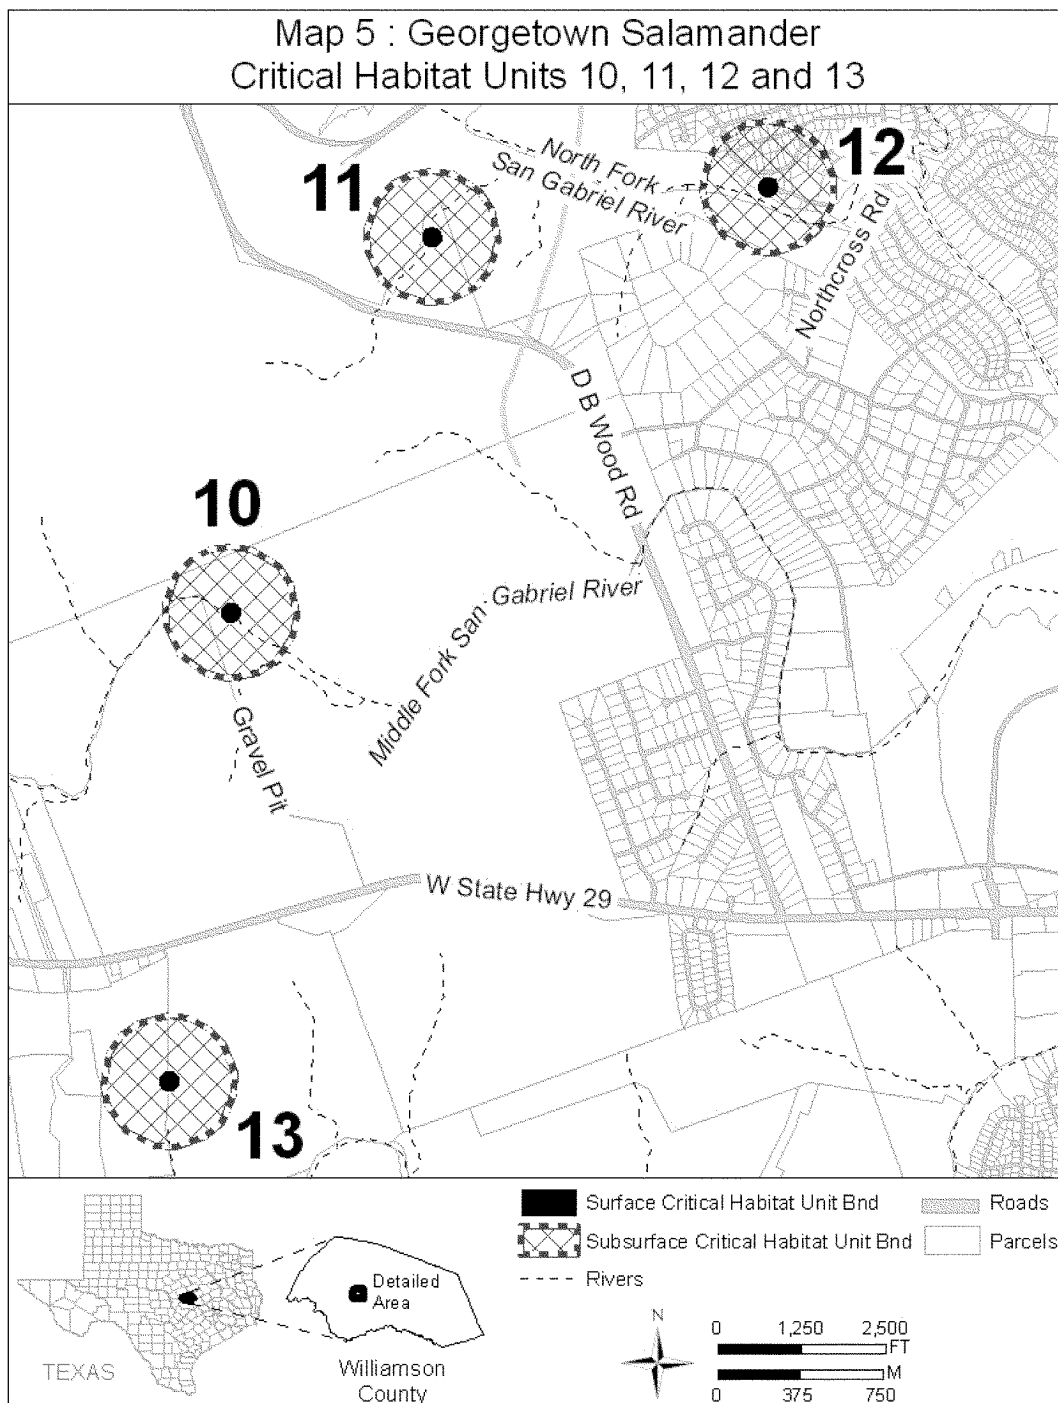 Map 5 : Georgetown Salamander
Critical Habitat Units 10, 11, 12 and 13
12
North Fork
San Gabriel River
11
Northcross Rd
D B Wood Rd
10
Middle Fork San Gabriel River
Gravel Pit
W State Hwy 29
13
Surface Critical Habitat Unit Bnd
Roads
Subsurface Critical Habitat Unit Bnd
Parcels
Rivers
Detailed
Area
TEXAS
Williamson
County
N
0 1,250 2,500
FT
M
0 375 750